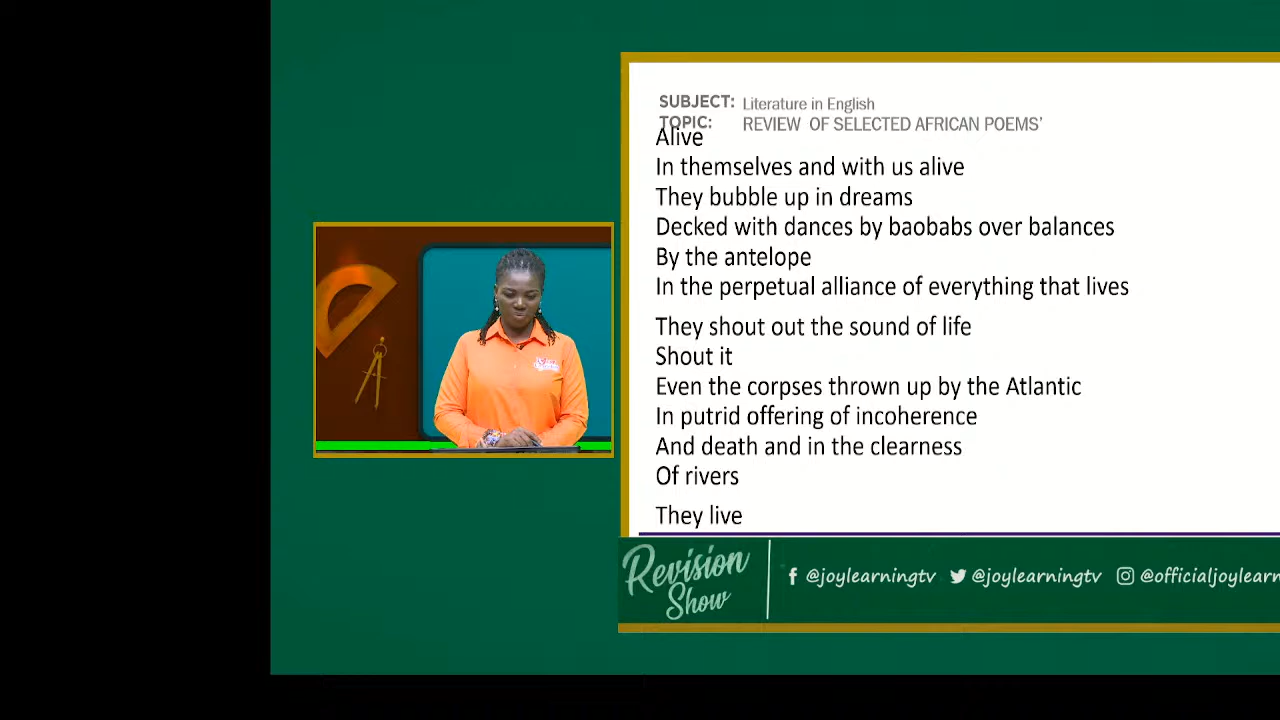 SUBJECT: Literature in English
TOPIC: REVIEW OF SELECTED AFRICAN POEMS’
Alive
In themselves and with us alive
They bubble up in dreams
Decked with dances by baobabs over balances
By the antelope
In the perpetual alliance of everything that lives
They shout out the sound of life
Shout it
Even the corpses thrown up by the Atlantic
In putrid offering of incoherence
And death and in the clearness
Of rivers
They live
Revision
Show
@joylearningtv @joylearningtv @officialjoylearn